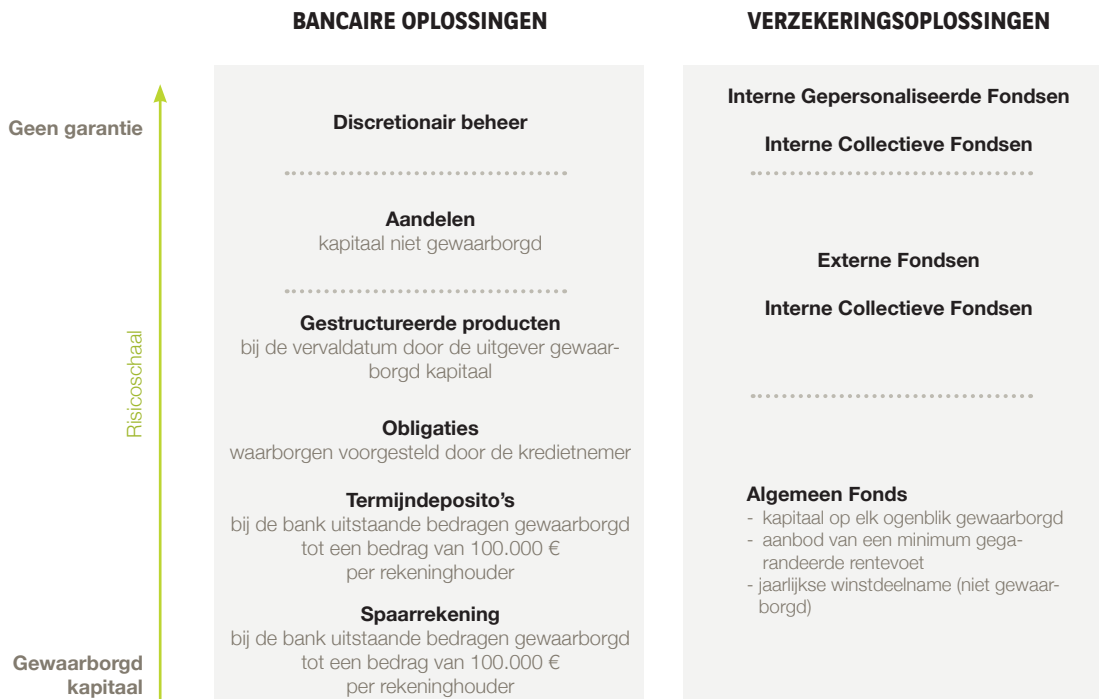 BANCAIRE OPLOSSINGEN
VERZEKERINGSOPLOSSINGEN
Geen garantie
Risicoschaal
Gewaarborgd
kapitaal
Discretionair beheer
Aandelen
kapitaal niet gewaarborgd
Gestructureerde producten
bij de vervaldatum door de uitgever gewaar-
borgd kapitaal
Obligaties
waarborgen voorgesteld door de kredietnemer
Termijndeposito's
bij de bank uitstaande bedragen gewaarborgd
tot een bedrag van 100.000 €
per rekeninghouder
Spaarrekening
bij de bank uitstaande bedragen gewaarborgd
tot een bedrag van 100.000 €
per rekeninghouder
Interne Gepersonaliseerde Fondsen
Interne Collectieve Fondsen
Externe Fondsen
Interne Collectieve Fondsen
Algemeen Fonds
- kapitaal op elk ogenblik gewaarborgd
- aanbod van een minimum gega-
randeerde rentevoet
- jaarlijkse winstdeelname (niet gewaar-
borgd)